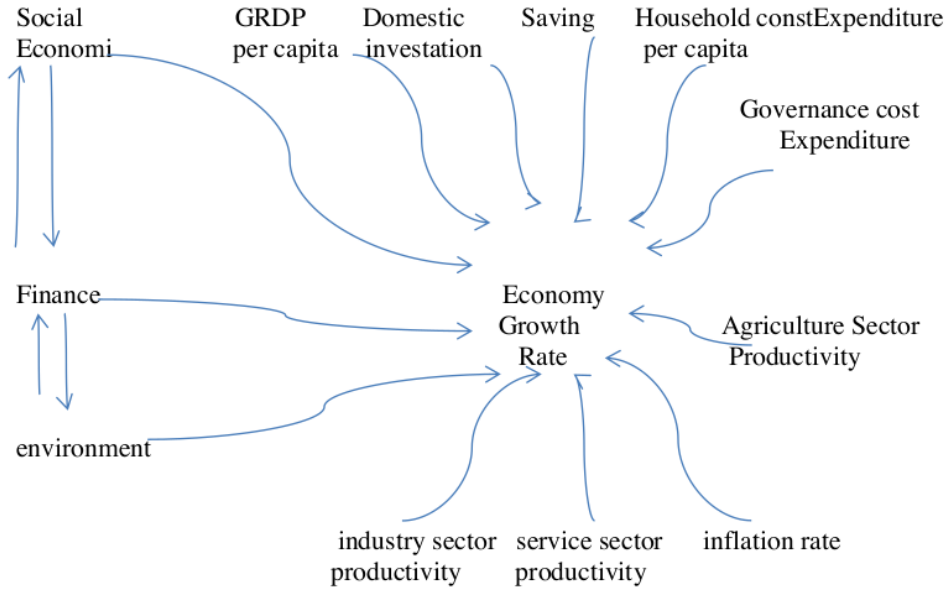 Social
Economi
GRDP
per capita
Domestic
investation
Saving
Household constExpenditure
per capita
Governance cost
Expenditure
Finance
Economy
Growth
Rate
Agriculture Sector
Productivity
environment
industry sector
productivity
service sector
productivity
inflation rate